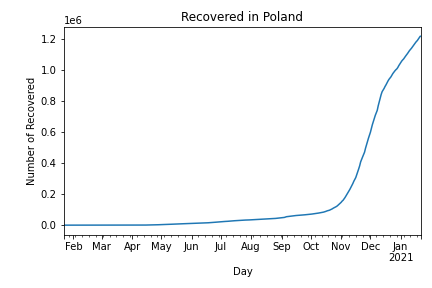 Recovered in Poland
1e6
1.2
1.0
0.8
0.6
0.4
0.2
0.0
Number of Recovered
Feb Mar Apr May Jun Jul Aug Sep Oct Nov Dec Jan
2021
Day